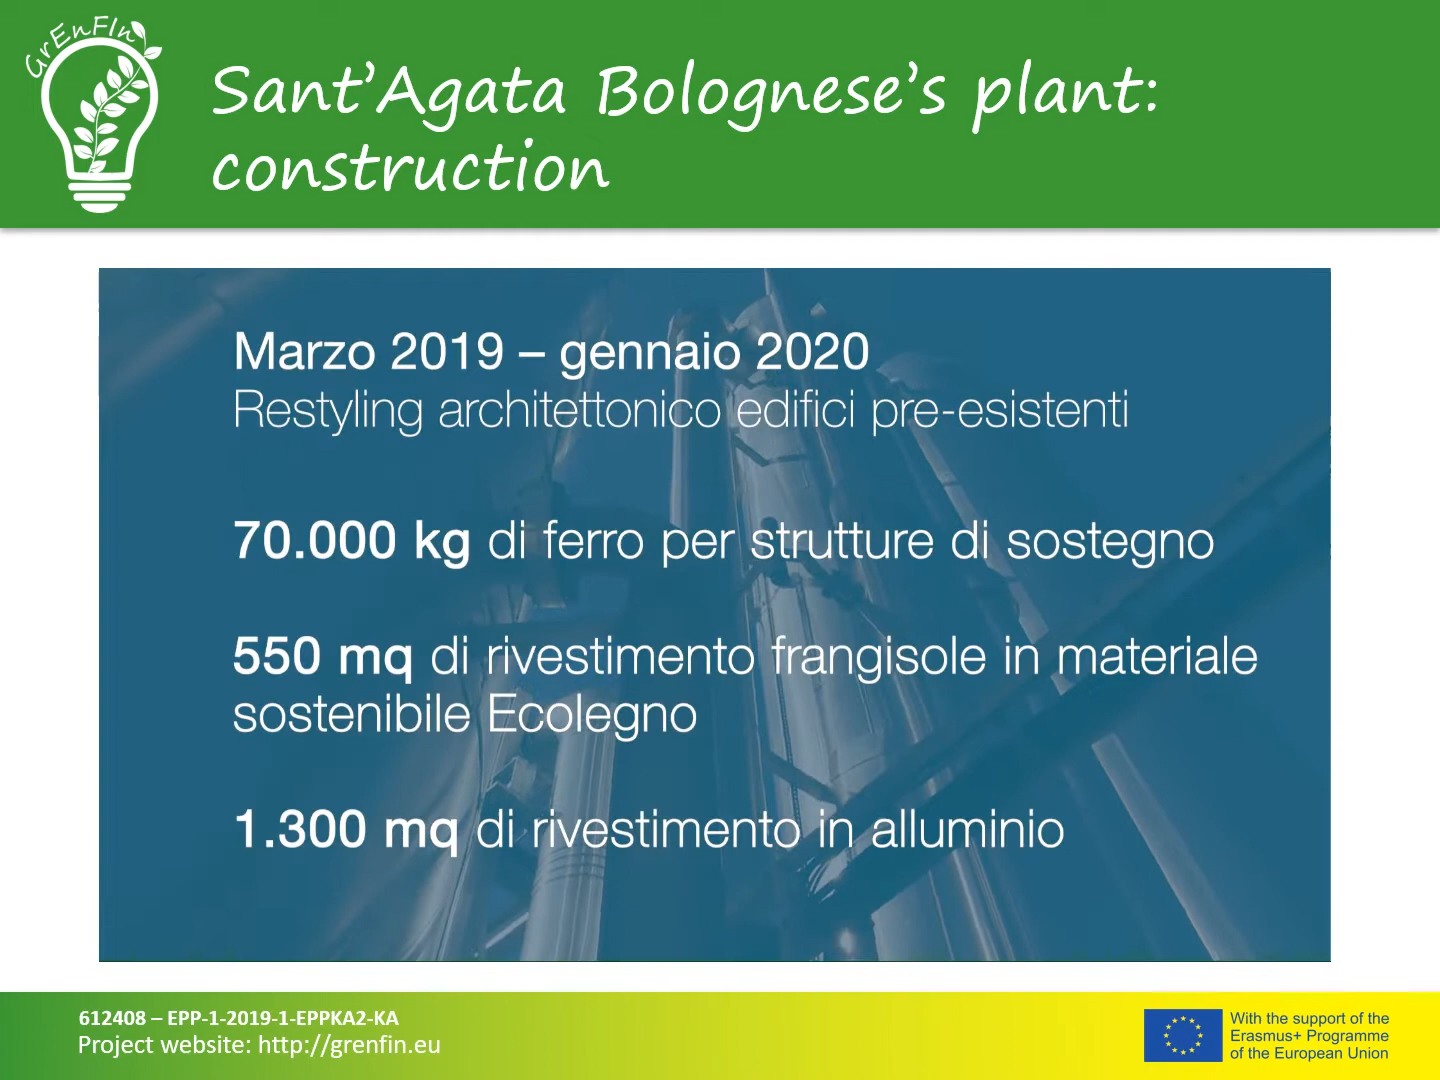 GrEnFIn
Sant’Agata Bolognese’s plant:
construction
Marzo 2019 – gennaio 2020
Restyling architettonico edifici pre-esistenti
70.000 kg di ferro per strutture di sostegno
550 mq di rivestimento frangisole in materiale
sostenibile Ecolegno
1.300 mq di rivestimento in alluminio
612408 – EPP-1-2019-1-EPPKA2-KA
Project website: http://grenfin.eu
With the support of the
Erasmus+ Programme
of the European Union